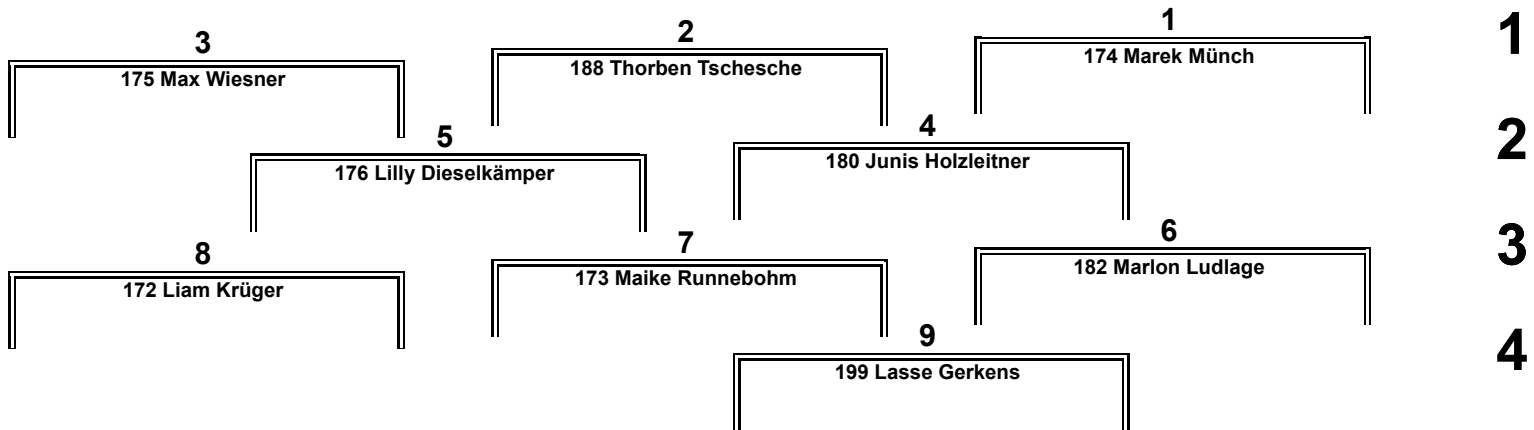 3
2
1
1
175 Max Wiesner
188 Thorben Tschesche
174 Marek Münch
5
4
2
176 Lilly Dieselkämper
180 Junis Holzleitner
8
7
6
3
172 Liam Krüger
173 Maike Runnebohm
182 Marlon Ludlage
9
4
199 Lasse Gerkens